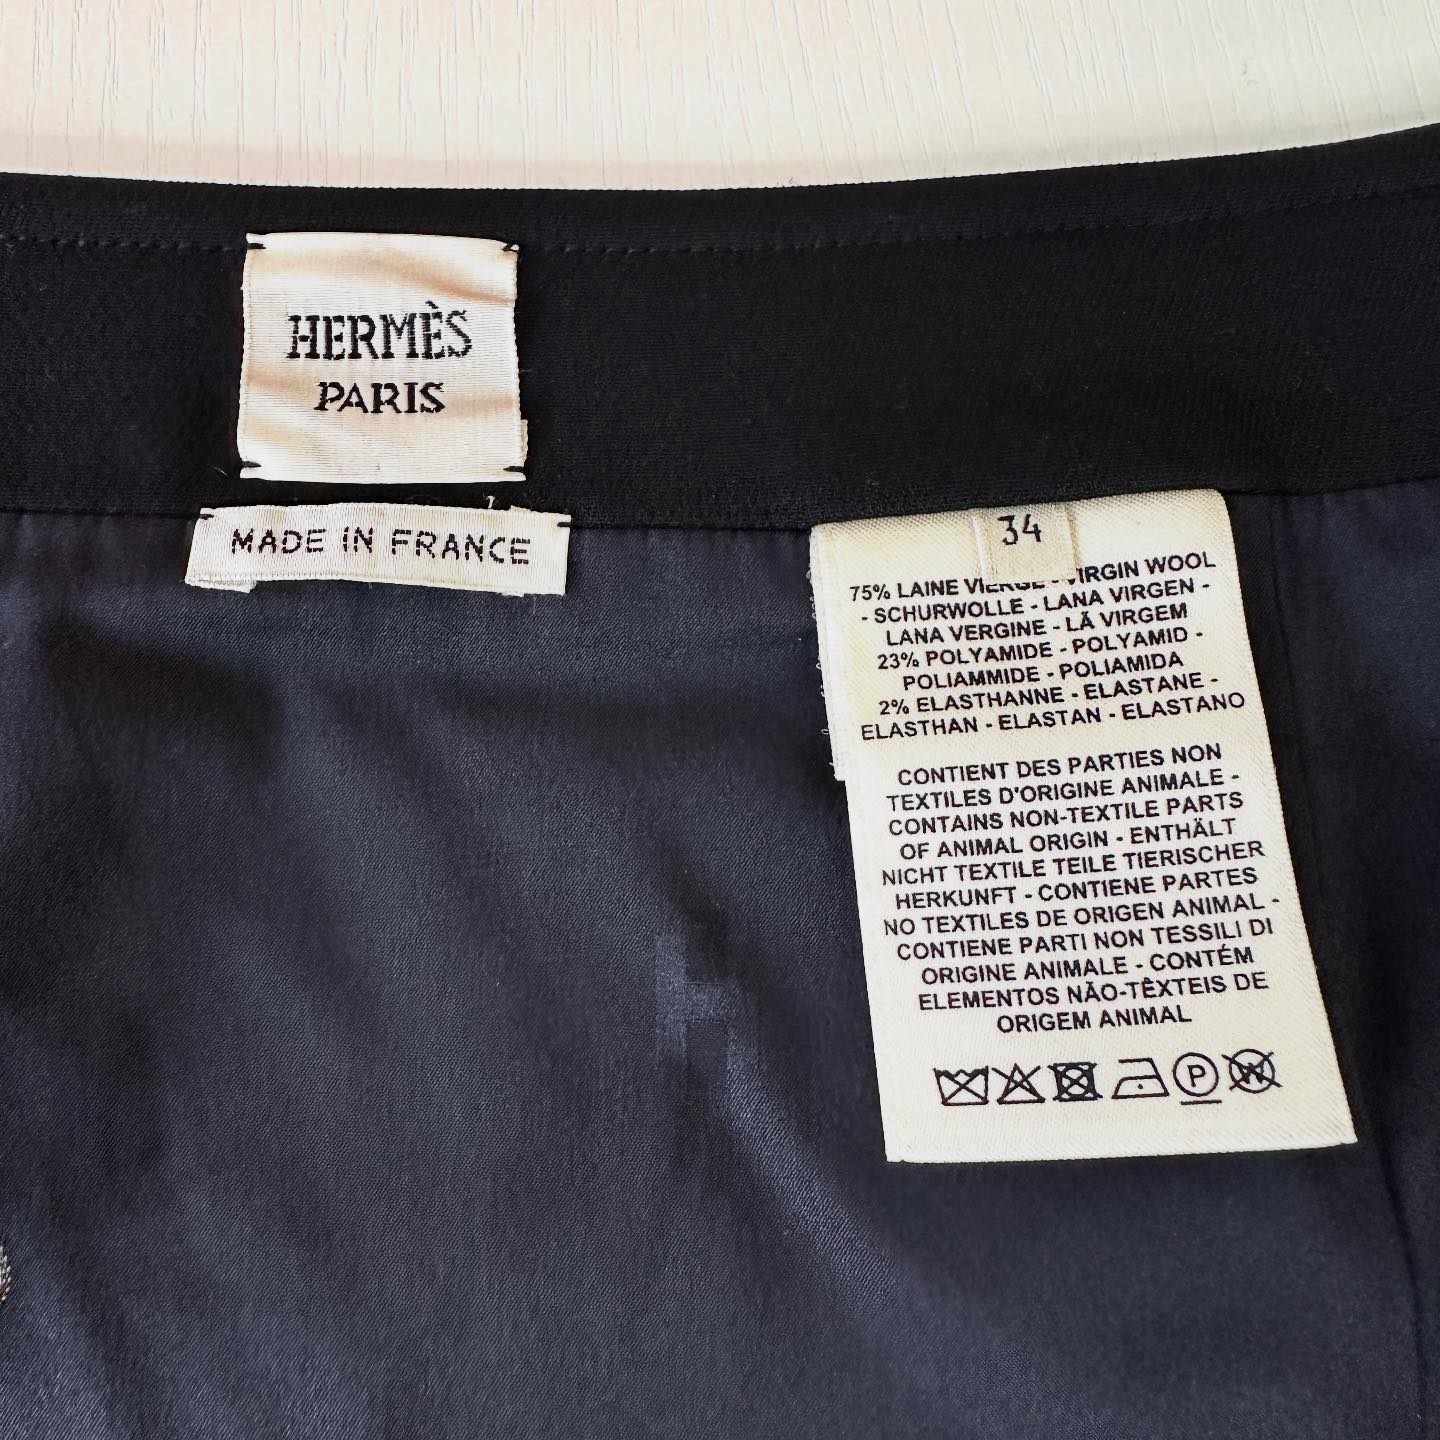 HERMÈS
PARIS
MADE IN FRANCE
34
75% LAINE VIERGE - VIRGIN WOOL
- SCHURWOLLE - LANA VIRGEN -
LANA VERGINE - LÃ VIRGEM
23% POLYAMIDE - POLYAMID -
POLIAMMIDE - POLIAMIDA
2% ELASTHANNE - ELASTANE -
ELASTHAN - ELASTAN - ELASTANO
CONTIENT DES PARTIES NON
TEXTILES D'ORIGINE ANIMALE -
CONTAINS NON-TEXTILE PARTS
OF ANIMAL ORIGIN - ENTHÄLT
NICHT TEXTILE TEILE TIERISCHER
HERKUNFT - CONTIENE PARTES
NO TEXTILES DE ORIGEN ANIMAL -
CONTIENE PARTI NON TESSILI DI
ORIGINE ANIMALE - CONTÉM
ELEMENTOS NÃO-TÊXTEIS DE
ORIGEM ANIMAL
P W